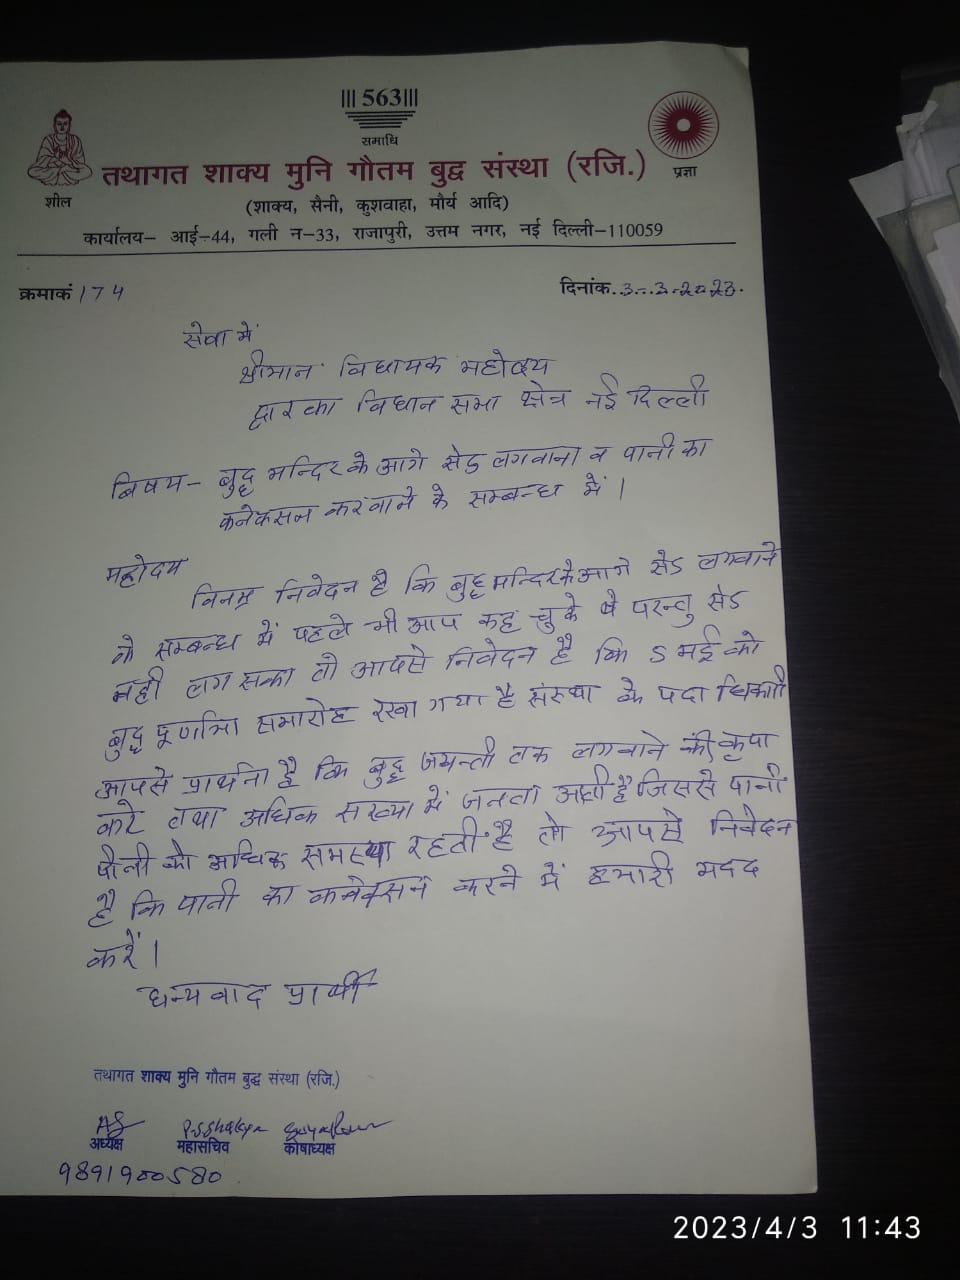 ||| 563 |||
समाधि
तथागत शाक्य मुनि गौतम बुद्ध संस्था (रजि.)
शील
प्रज्ञा
(शाक्य, सैनी, कुशवाहा, मौर्य आदि)
कार्यालय- आई-44, गली न-33, राजापुरी, उत्तम नगर, नई दिल्ली-110059
क्रमाकं 174
दिनांक. 3-3-2023.
सेवा में
श्रीमान विधायक महोदय
द्वारका विधान सभा क्षेत्र नई दिल्ली
विषय- बुद्ध मन्दिर के आगे सेड लगवाना व पानी का
कनेकसन करवाने के सम्बन्ध में।
महोदय
विनम्र निवेदन है कि बुद्ध मन्दिर के आगे सेड लगवाने
के सम्बन्ध में पहले भी आप कह चुके थे परन्तु सेड
नही लग सका तो आपसे निवेदन है कि 5 मई को
बुद्ध पूर्णिमा समारोह रखा गया है संस्था के पदाधिकारी
आपसे प्रार्थना है कि बुद्ध जयन्ती तक लगवाने की कृपा
करे तथा अधिक संख्या में जनता आती है जिससे पानी
पीनी की अधिक समस्या रहती है तो आपसे निवेदन
है कि पानी का कनेक्सन करने में हमारी मदद
करें।
धन्यवाद प्रार्थी
तथागत शाक्य मुनि गौतम बुद्ध संस्था (रजि.)
P.S Shakya
अध्यक्ष महासचिव कोषाध्यक्ष
9891900580
2023/4/3 11:43